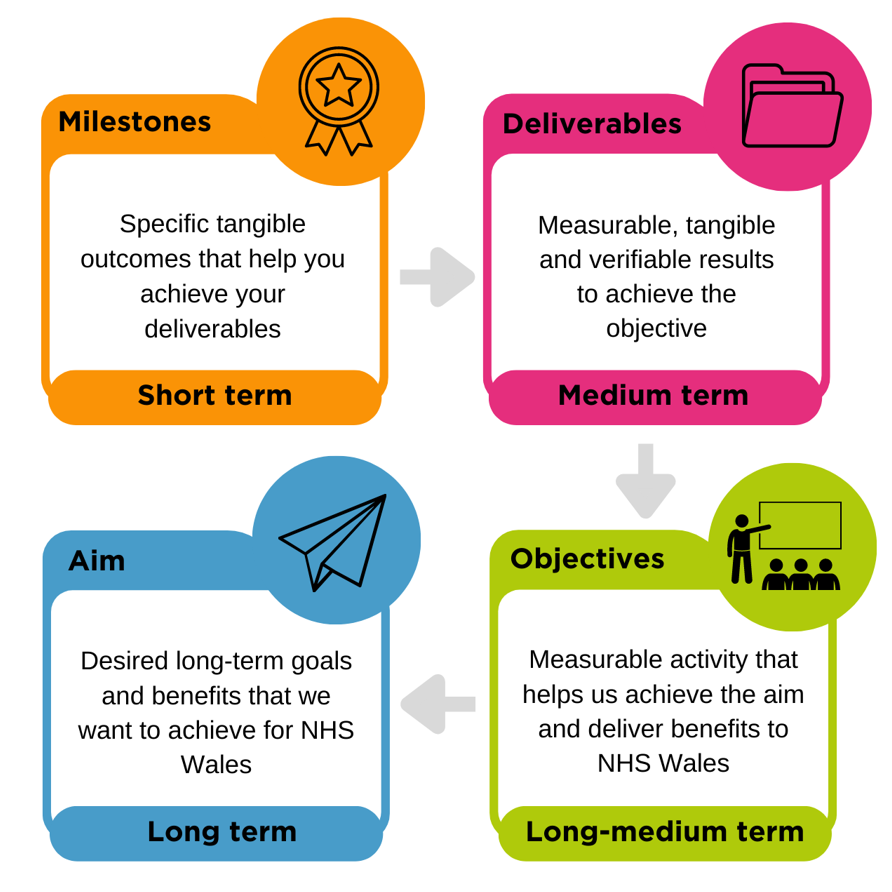 Milestones
Specific tangible
outcomes that help you
achieve your
deliverables
Short term
Deliverables
Measurable, tangible
and verifiable results
to achieve the
objective
Medium term
Objectives
Measurable activity that
helps us achieve the aim
and deliver benefits to
NHS Wales
Long-medium term
Aim
Desired long-term goals
and benefits that we
want to achieve for NHS
Wales
Long term